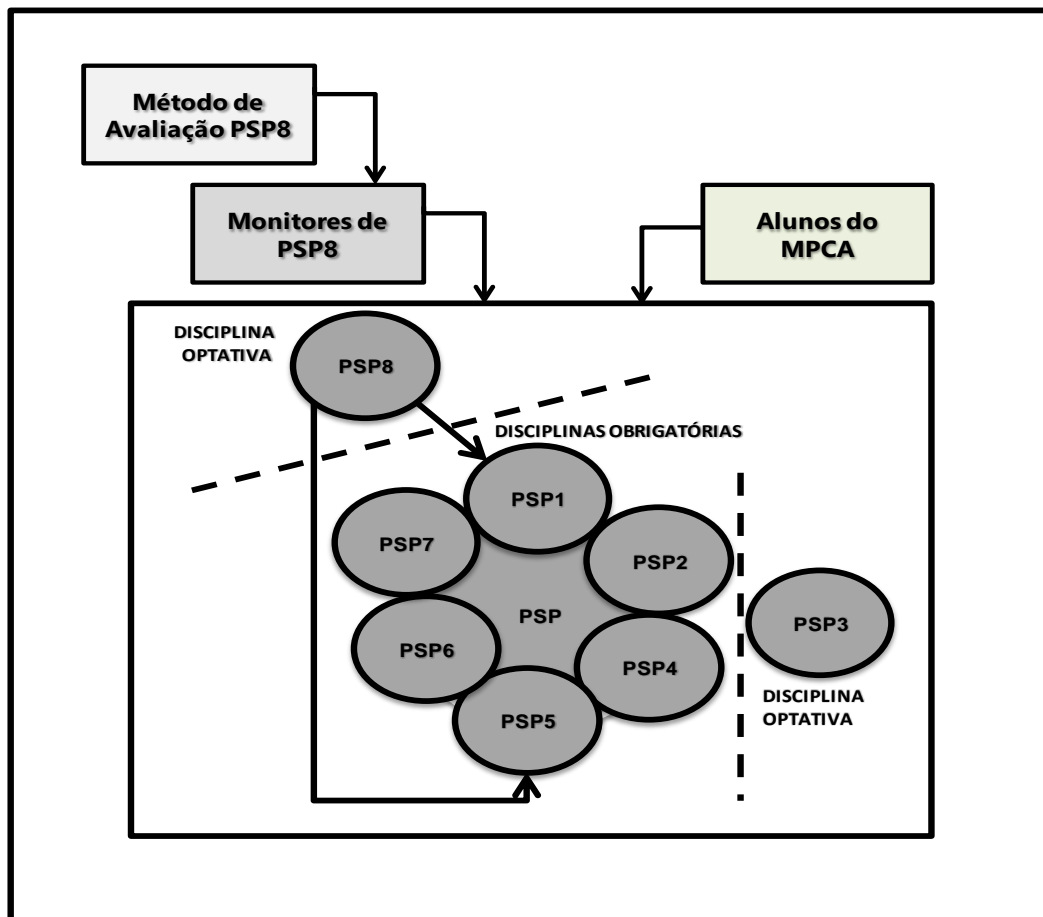 Método de
Avaliação PSP8
Monitores de
PSP8
Alunos do
MPCA
DISCIPLINA
OPTATIVA
PSP8
DISCIPLINAS OBRIGATÓRIAS
PSP1
PSP7
PSP2
PSP
PSP3
PSP6
PSP4
PSP5
DISCIPLINA
OPTATIVA